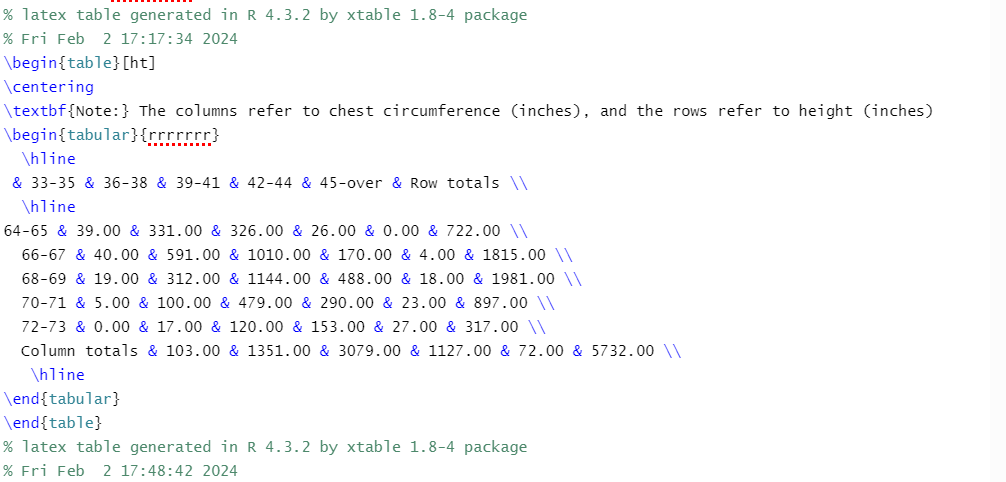 % latex table generated in R 4.3.2 by xtable 1.8-4 package
% Fri Feb  2 17:17:34 2024
\begin{table}[ht]
\centering
\textbf{Note:} The columns refer to chest circumference (inches), and the rows refer to height (inches)
\begin{tabular}{rrrrrrr}
  \hline
 & 33-35 & 36-38 & 39-41 & 42-44 & 45-over & Row totals \\
  \hline
64-65 & 39.00 & 331.00 & 326.00 & 26.00 & 0.00 & 722.00 \\
  66-67 & 40.00 & 591.00 & 1010.00 & 170.00 & 4.00 & 1815.00 \\
  68-69 & 19.00 & 312.00 & 1144.00 & 488.00 & 18.00 & 1981.00 \\
  70-71 & 5.00 & 100.00 & 479.00 & 290.00 & 23.00 & 897.00 \\
  72-73 & 0.00 & 17.00 & 120.00 & 153.00 & 27.00 & 317.00 \\
  Column totals & 103.00 & 1351.00 & 3079.00 & 1127.00 & 72.00 & 5732.00 \\
   \hline
\end{tabular}
\end{table}
% latex table generated in R 4.3.2 by xtable 1.8-4 package
% Fri Feb  2 17:48:42 2024